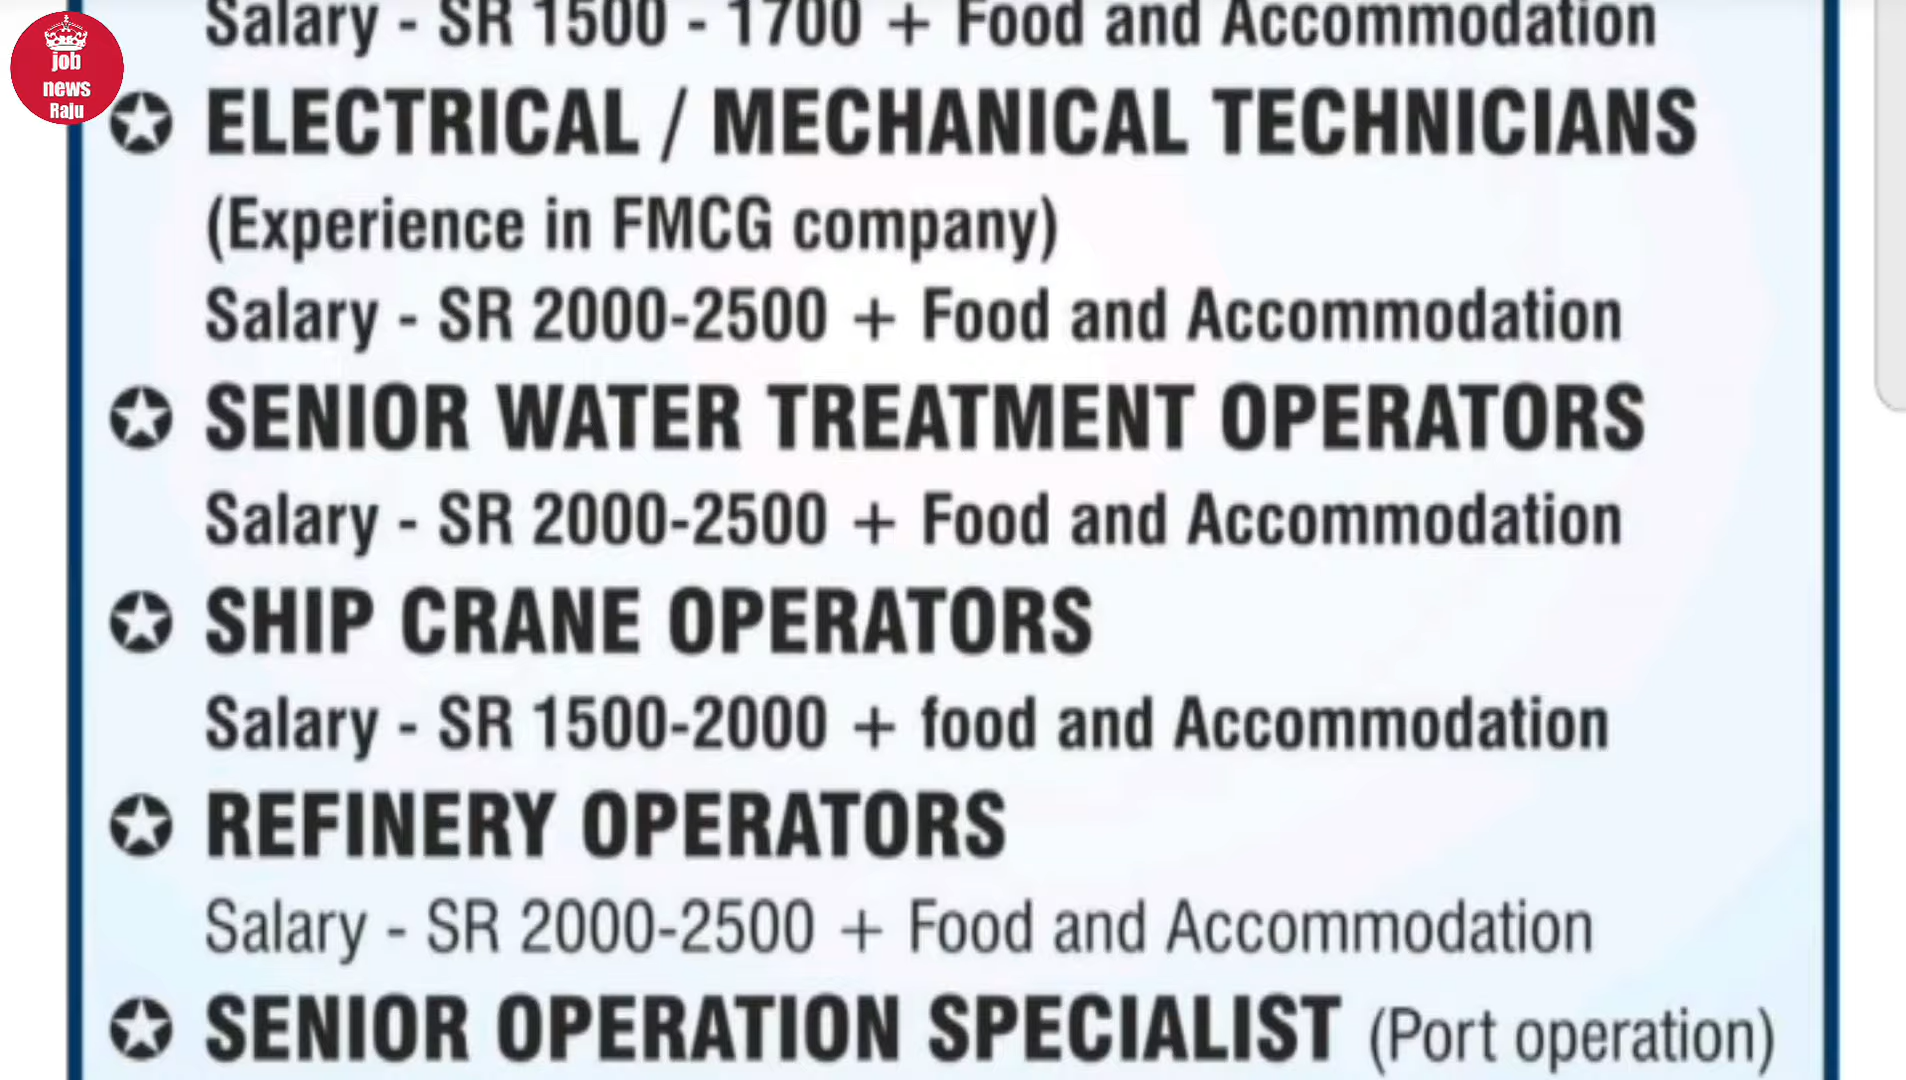 job
news
Raju
Salary - SR 1500 - 1700 + Food and Accommodation
ELECTRICAL / MECHANICAL TECHNICIANS
(Experience in FMCG company)
Salary - SR 2000-2500 + Food and Accommodation
SENIOR WATER TREATMENT OPERATORS
Salary - SR 2000-2500 + Food and Accommodation
SHIP CRANE OPERATORS
Salary - SR 1500-2000 + food and Accommodation
REFINERY OPERATORS
Salary - SR 2000-2500 + Food and Accommodation
SENIOR OPERATION SPECIALIST (Port operation)